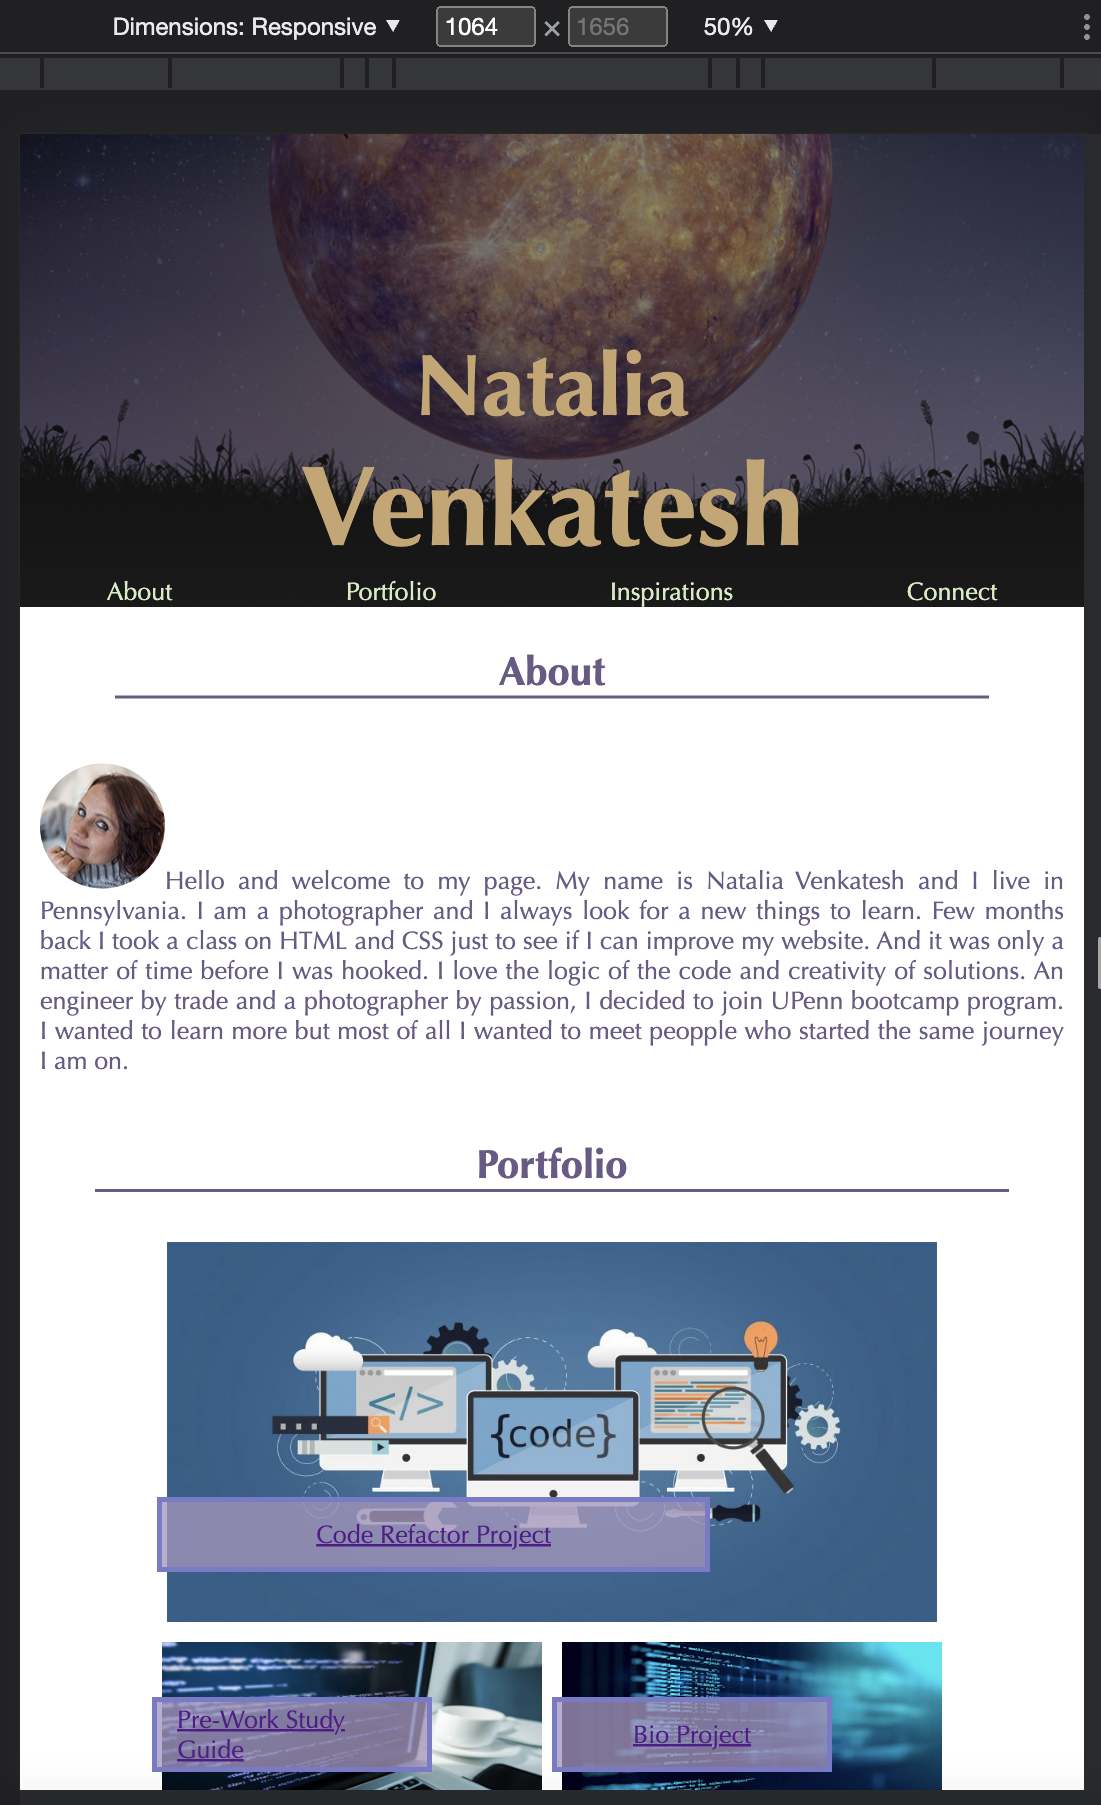 Dimensions: Responsive ▼ 1064 × 1656 50% ▼
Natalia
Venkatesh
About Portfolio Inspirations Connect
About
Hello and welcome to my page. My name is Natalia Venkatesh and I live in
Pennsylvania. I am a photographer and I always look for a new things to learn. Few months
back I took a class on HTML and CSS just to see if I can improve my website. And it was only a
matter of time before I was hooked. I love the logic of the code and creativity of solutions. An
engineer by trade and a photographer by passion, I decided to join UPenn bootcamp program.
I wanted to learn more but most of all I wanted to meet peopple who started the same journey
I am on.
Portfolio
</>
{code}
Code Refactor Project
Pre-Work Study
Guide
Bio Project